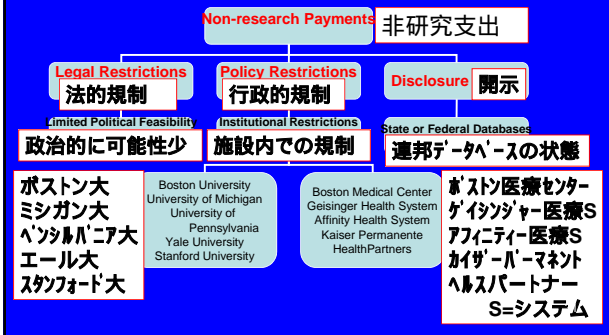 Non-research Payments
非研究支出
Legal Restrictions
法的規制
Policy Restrictions
行政的規制
Disclosure
開示
Limited Political Feasibility
政治的に可能性少
Institutional Restrictions
施設内での規制
State or Federal Databases
連邦ﾃﾞｰﾀﾍﾞｰｽの状態
ボストン大
ミシガン大
ﾍﾟﾝｼﾙﾊﾞﾆア大
エール大
ｽﾀﾝﾌｫｰﾄﾞ大
Boston University
University of Michigan
University of
Pennsylvania
Yale University
Stanford University
Boston Medical Center
Geisinger Health System
Affinity Health System
Kaiser Permanente
HealthPartners
ﾎﾞｽﾄﾝ医療ｾﾝﾀｰ
ｹﾞｲｼﾝｼﾞｬｰ医療S
ｱﾌｨﾆﾃｨｰ医療S
ｶｲｻﾞｰﾊﾟｰﾏﾈﾝﾄ
ﾍﾙｽパートナー
S=システム